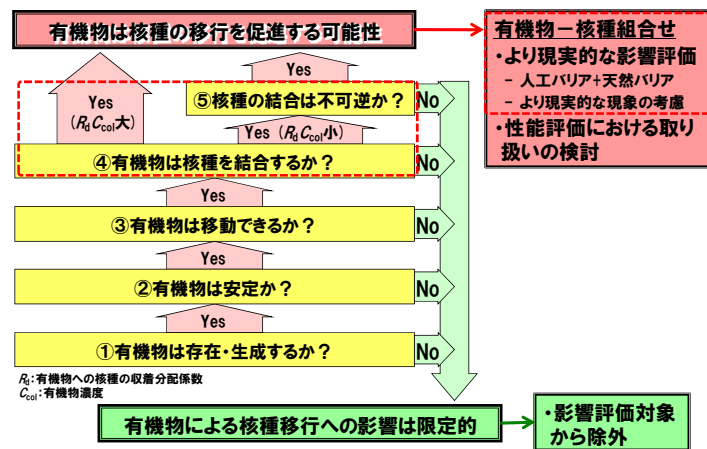 有機物は核種の移行を促進する可能性
有機物－核種組合せ
・より現実的な影響評価
－ 人工バリア+天然バリア
－ より現実的な現象の考慮
・性能評価における取り
扱いの検討
Yes
Yes
(RdCcol大)
⑤核種の結合は不可逆か？
No
Yes (RdCcol小)
④有機物は核種を結合するか？
No
Yes
③有機物は移動できるか？
No
Yes
②有機物は安定か？
No
Yes
①有機物は存在・生成するか？
No
Rd:有機物への核種の収着分配係数
Ccol:有機物濃度
有機物による核種移行への影響は限定的
・影響評価対象
から除外